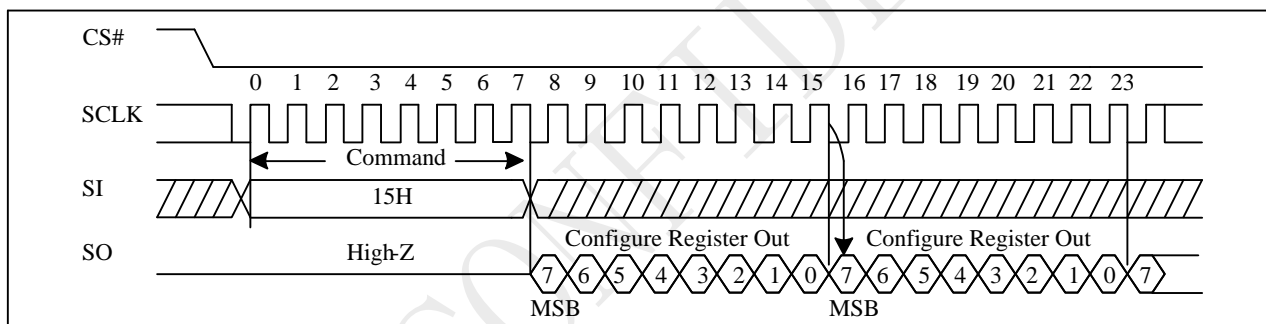 CS#
0 1 2 3 4 5 6 7 8 9 10 11 12 13 14 15 16 17 18 19 20 21 22 23
SCLK
Command
SI
15H
SO
High-Z
Configure Register Out
Configure Register Out
7 6 5 4 3 2 1 0 7 6 5 4 3 2 1 0 7
MSB
MSB